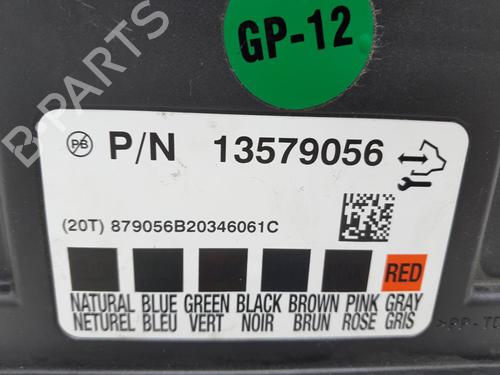 GP-12
PB P/N 13579056
(20T) 879056B20346061C
RED
NATURAL BLUE GREEN BLACK BROWN PINK GRAY
NETUREL BLEU VERT NOIR BRUN ROSE GRIS
B-PARTS